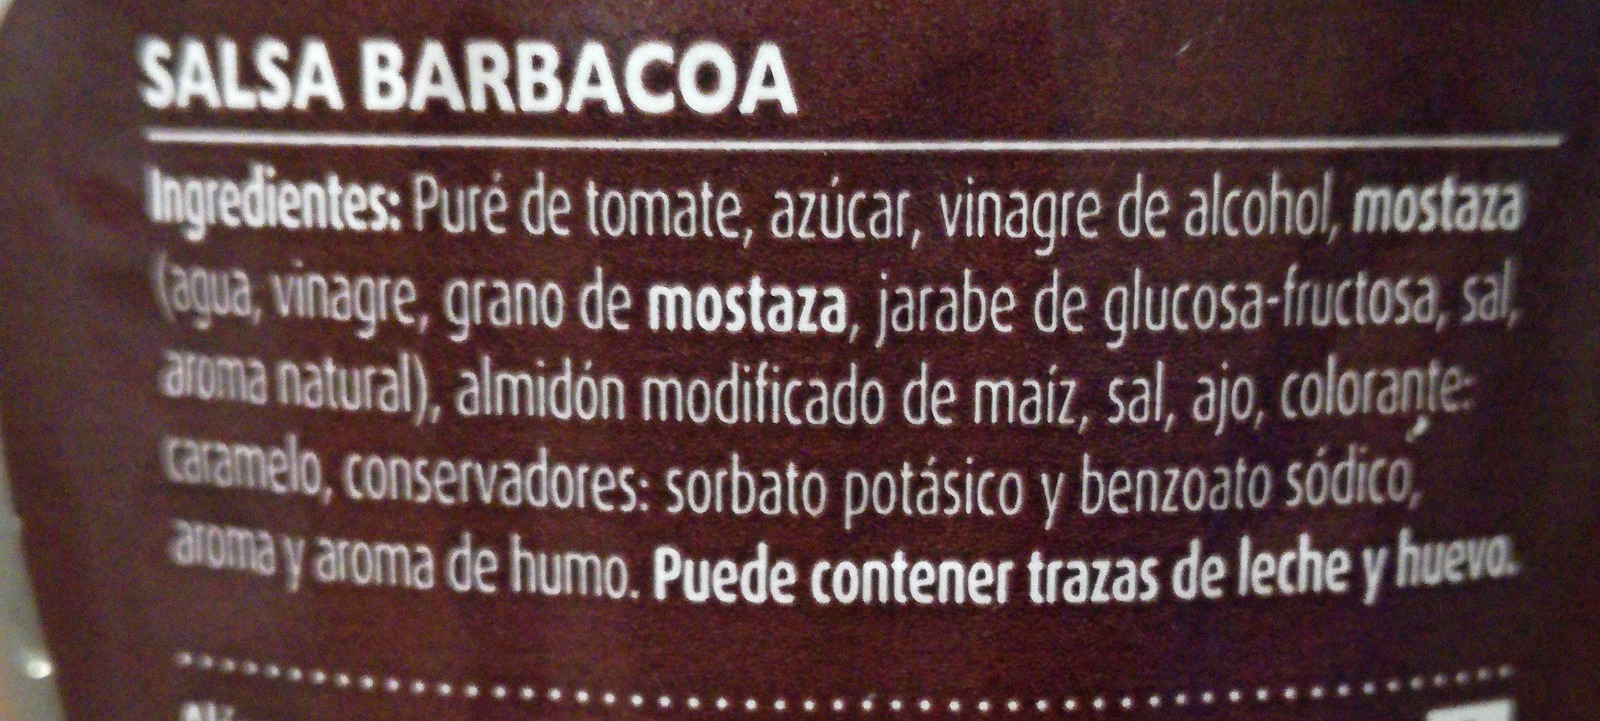 SALSA BARBACOA
Ingredientes: Puré de tomate, azúcar, vinagre de alcohol, mostaza
(agua, vinagre, grano de mostaza, jarabe de glucosa-fructosa, sal,
aroma natural), almidón modificado de maíz, sal, ajo, colorante:
caramelo, conservadores: sorbato potásico y benzoato sódico,
aroma y aroma de humo. Puede contener trazas de leche y huevo.